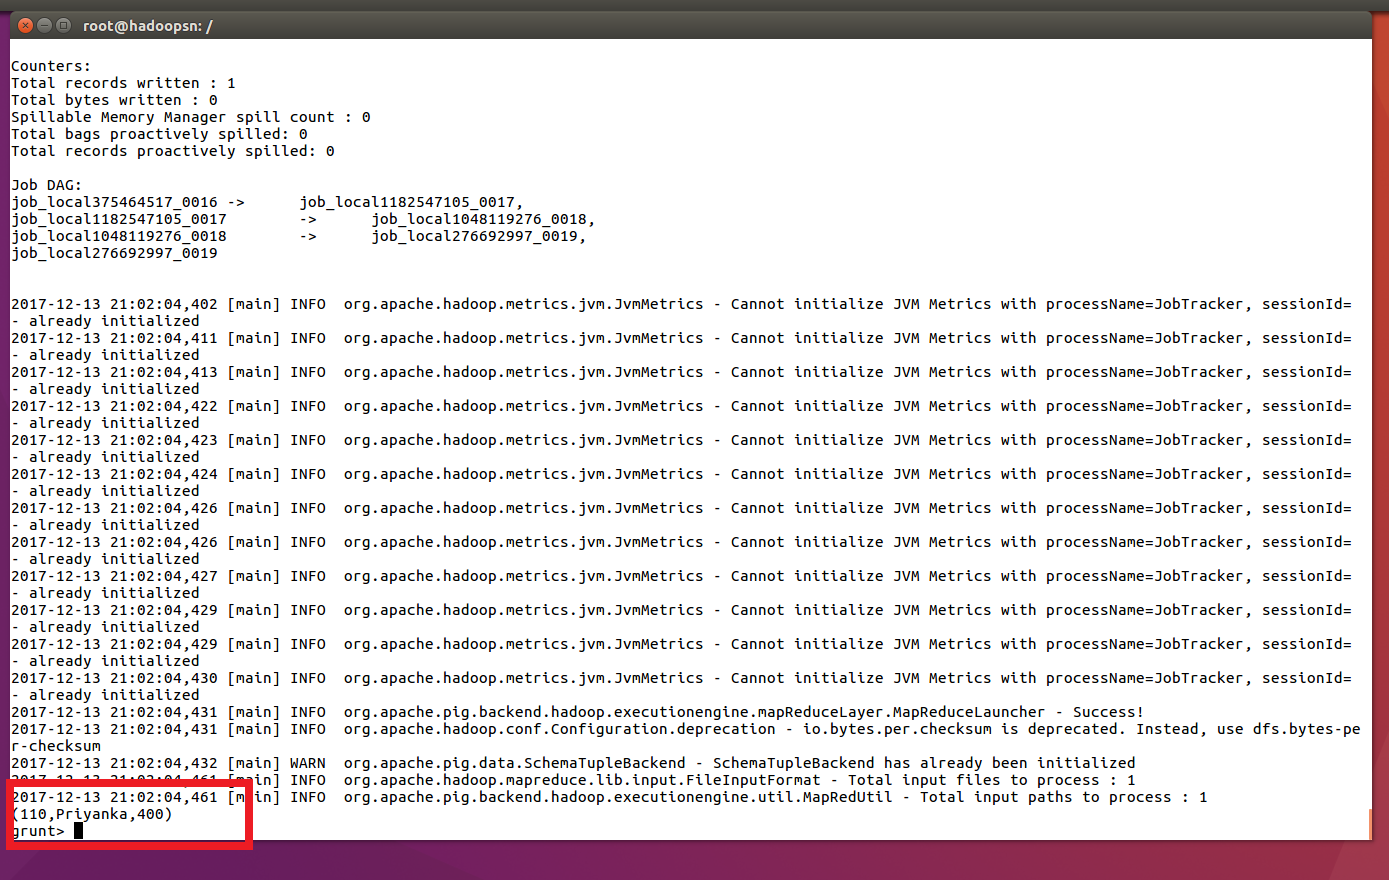 root@hadoopsn: /
Counters:
Total records written : 1
Total bytes written : 0
Spillable Memory Manager spill count : 0
Total bags proactively spilled: 0
Total records proactively spilled: 0
Job DAG:
job_local375464517_0016 ->      job_local1182547105_0017,
job_local1182547105_0017        ->      job_local1048119276_0018,
job_local1048119276_0018        ->      job_local276692997_0019,
job_local276692997_0019
2017-12-13 21:02:04,402 [main] INFO  org.apache.hadoop.metrics.jvm.JvmMetrics - Cannot initialize JVM Metrics with processName=JobTracker, sessionId=
- already initialized
2017-12-13 21:02:04,411 [main] INFO  org.apache.hadoop.metrics.jvm.JvmMetrics - Cannot initialize JVM Metrics with processName=JobTracker, sessionId=
- already initialized
2017-12-13 21:02:04,413 [main] INFO  org.apache.hadoop.metrics.jvm.JvmMetrics - Cannot initialize JVM Metrics with processName=JobTracker, sessionId=
- already initialized
2017-12-13 21:02:04,422 [main] INFO  org.apache.hadoop.metrics.jvm.JvmMetrics - Cannot initialize JVM Metrics with processName=JobTracker, sessionId=
- already initialized
2017-12-13 21:02:04,423 [main] INFO  org.apache.hadoop.metrics.jvm.JvmMetrics - Cannot initialize JVM Metrics with processName=JobTracker, sessionId=
- already initialized
2017-12-13 21:02:04,424 [main] INFO  org.apache.hadoop.metrics.jvm.JvmMetrics - Cannot initialize JVM Metrics with processName=JobTracker, sessionId=
- already initialized
2017-12-13 21:02:04,426 [main] INFO  org.apache.hadoop.metrics.jvm.JvmMetrics - Cannot initialize JVM Metrics with processName=JobTracker, sessionId=
- already initialized
2017-12-13 21:02:04,426 [main] INFO  org.apache.hadoop.metrics.jvm.JvmMetrics - Cannot initialize JVM Metrics with processName=JobTracker, sessionId=
- already initialized
2017-12-13 21:02:04,427 [main] INFO  org.apache.hadoop.metrics.jvm.JvmMetrics - Cannot initialize JVM Metrics with processName=JobTracker, sessionId=
- already initialized
2017-12-13 21:02:04,429 [main] INFO  org.apache.hadoop.metrics.jvm.JvmMetrics - Cannot initialize JVM Metrics with processName=JobTracker, sessionId=
- already initialized
2017-12-13 21:02:04,429 [main] INFO  org.apache.hadoop.metrics.jvm.JvmMetrics - Cannot initialize JVM Metrics with processName=JobTracker, sessionId=
- already initialized
2017-12-13 21:02:04,430 [main] INFO  org.apache.hadoop.metrics.jvm.JvmMetrics - Cannot initialize JVM Metrics with processName=JobTracker, sessionId=
- already initialized
2017-12-13 21:02:04,431 [main] INFO  org.apache.pig.backend.hadoop.executionengine.mapReduceLayer.MapReduceLauncher - Success!
2017-12-13 21:02:04,431 [main] INFO  org.apache.hadoop.conf.Configuration.deprecation - io.bytes.per.checksum is deprecated. Instead, use dfs.bytes-pe
r-checksum
2017-12-13 21:02:04,432 [main] WARN  org.apache.pig.data.SchemaTupleBackend - SchemaTupleBackend has already been initialized
2017-12-13 21:02:04,461 [main] INFO  org.apache.hadoop.mapreduce.lib.input.FileInputFormat - Total input files to process : 1
2017-12-13 21:02:04,461 [main] INFO  org.apache.pig.backend.hadoop.executionengine.util.MapRedUtil - Total input paths to process : 1
(110,Priyanka,400)
grunt>